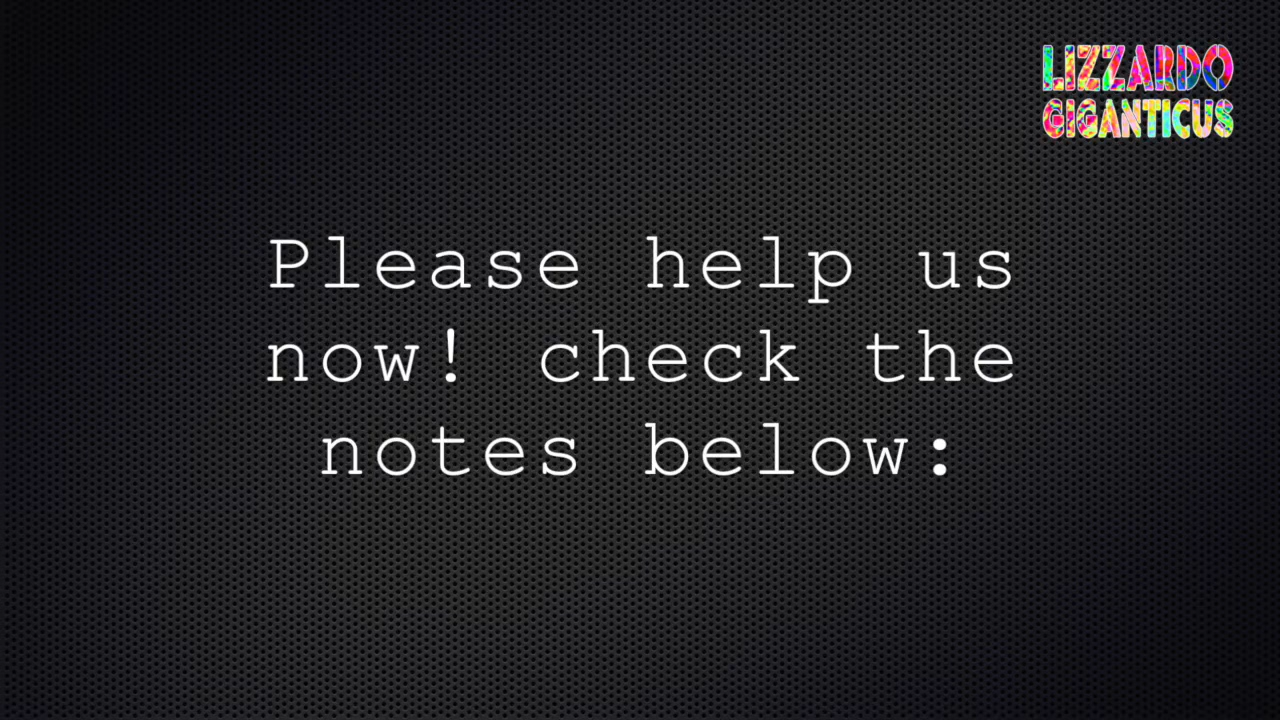 LIZZARDO
GIGANTICUS
Please help us
now! check the
notes below: